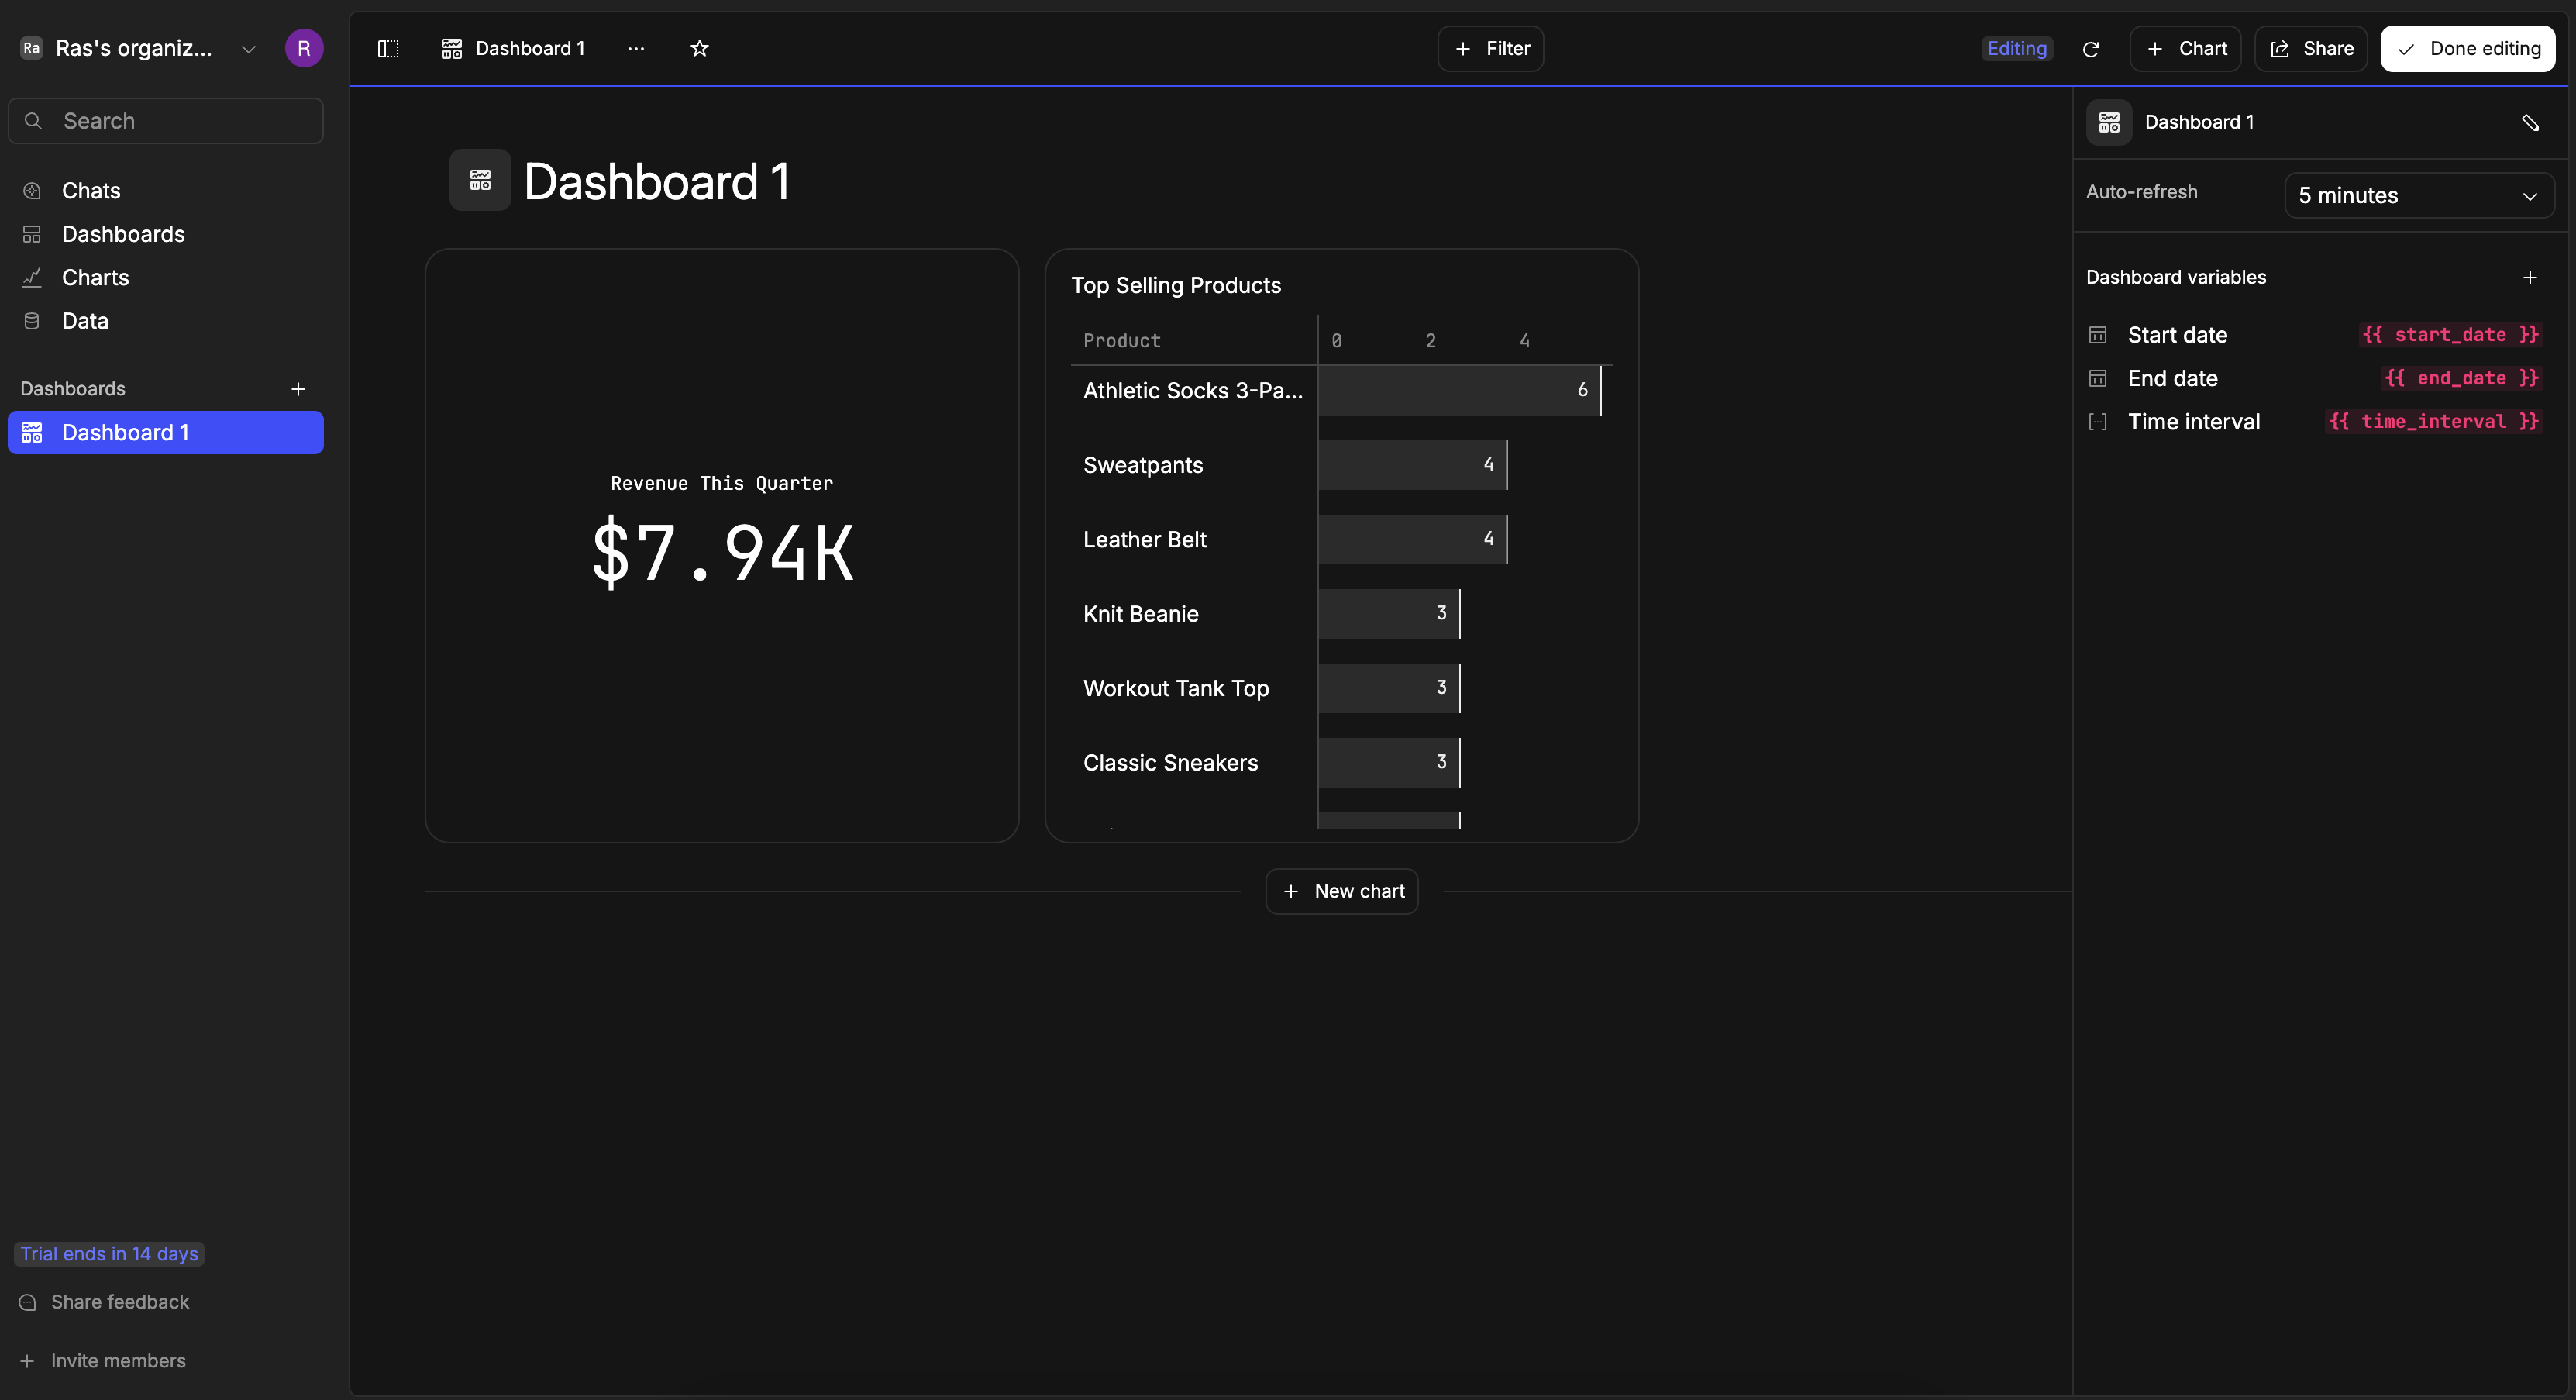 Ra Ras's organiz... R
Search
Chats
Dashboards
Charts
Data
Dashboards
Dashboard 1
Trial ends in 14 days
Share feedback
Invite members
Dashboard 1
Filter
Editing
Chart
Share
Done editing
Dashboard 1
Revenue This Quarter
$7.94K
Top Selling Products
Product 0 2 4
Athletic Socks 3-Pa... 6
Sweatpants 4
Leather Belt 4
Knit Beanie 3
Workout Tank Top 3
Classic Sneakers 3
New chart
Dashboard 1
Auto-refresh 5 minutes
Dashboard variables
Start date {{ start_date }}
End date {{ end_date }}
Time interval {{ time_interval }}